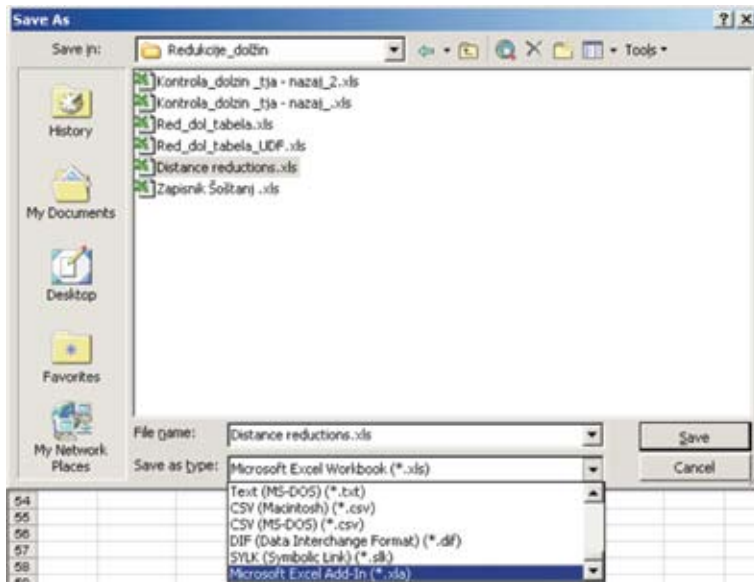 Save As
Save in:
Redukcije_dolžin
Tools
History
My Documents
Desktop
Favorites
My Network Places
Kontrola_dolzin _tja - nazaj_2.xls
Kontrola_dolzin _tja - nazaj_.xls
Red_dol_tabela.xls
Red_dol_tabela_UDF.xls
Distance reductions.xls
Zapisnik Šoštanj .xls
File name:
Distance reductions.xls
Save
Save as type:
Microsoft Excel Workbook (*.xls)
Cancel
Text (MS-DOS) (*.txt)
CSV (Macintosh) (*.csv)
CSV (MS-DOS) (*.csv)
DIF (Data Interchange Format) (*.dif)
SYLK (Symbolic Link) (*.slk)
Microsoft Excel Add-In (*.xla)
54
55
56
57
58
59